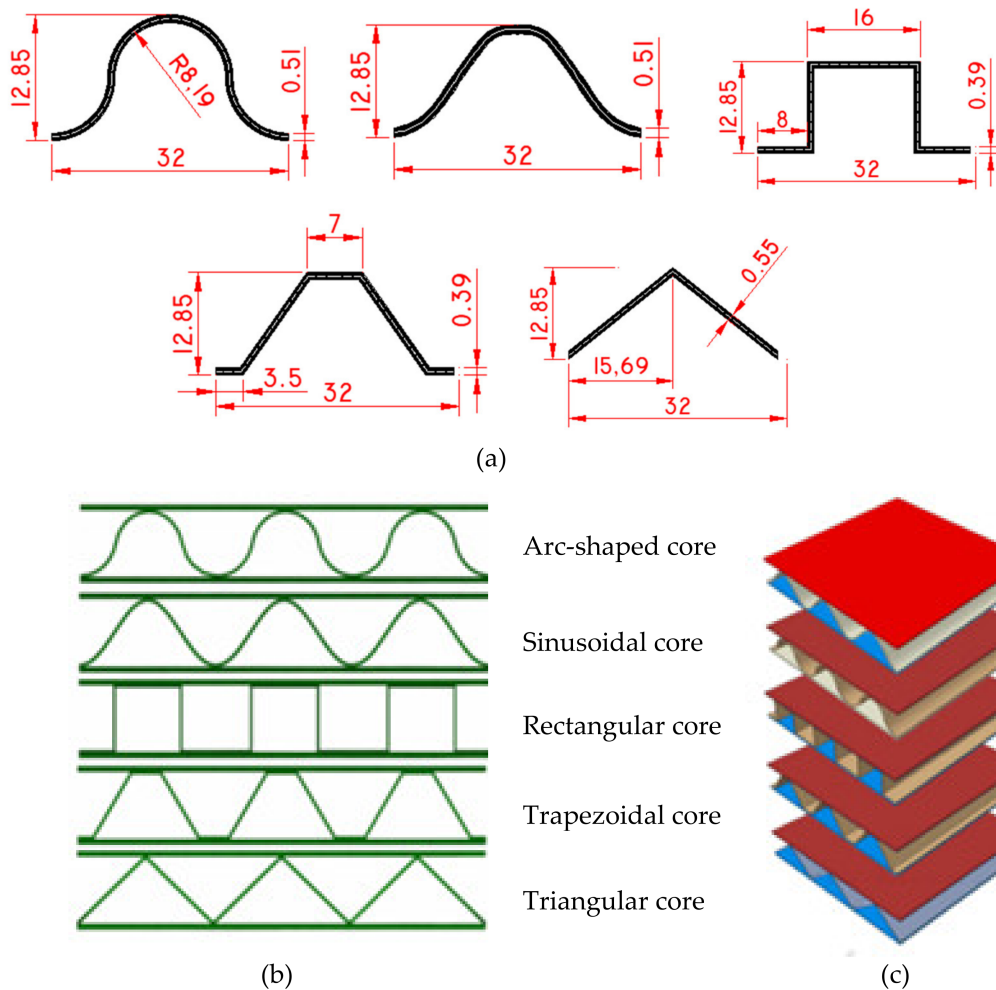 12.85
R8,19
0.51
32
12.85
0.51
32
16
12.85
8
0.39
32
7
12.85
0.39
3.5
32
12.85
0.55
15,69
32
(a)
Arc-shaped core
Sinusoidal core
Rectangular core
Trapezoidal core
Triangular core
(b)
(c)